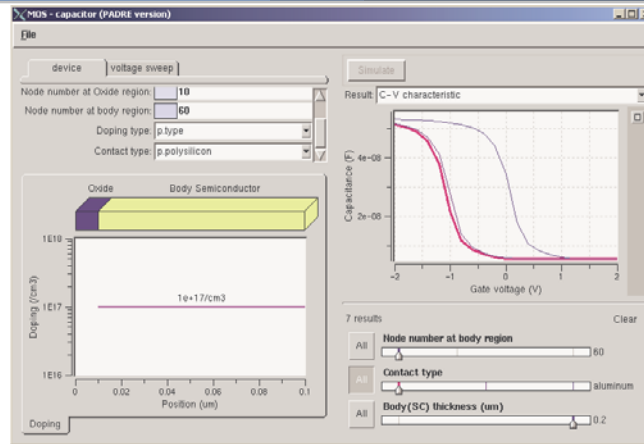 MOS - capacitor (PADRE version)
File
device
voltage sweep
Node number at Oxide region: 10
Node number at body region: 60
Doping type: p.type
Contact type: p.polysilicon
Oxide
Body Semiconductor
1E18
1E17
1E16
Doping (/cm3)
1e+17/cm3
0 0.02 0.04 0.06 0.08 0.1
Position (um)
Doping
Simulate
Result: C-V characteristic
Capacitance (F)
4e-08
2e-08
-2 -1 0 1 2
Gate voltage (V)
7 results
Clear
All
Node number at body region
60
All
Contact type
aluminum
All
Body(SC) thickness (um)
0.2